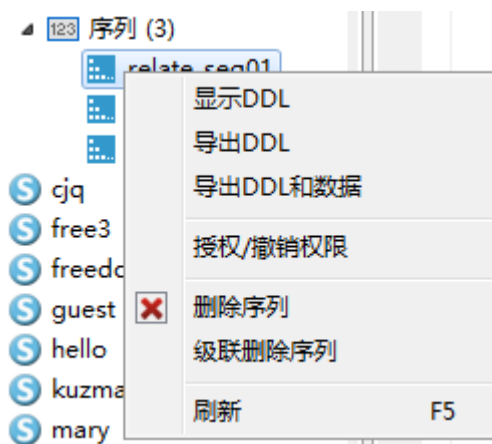 123 序列 (3)
relate_seq01
显示DDL
导出DDL
导出DDL和数据
授权/撤销权限
删除序列
级联删除序列
刷新 F5
S cjq
S free3
S
S guest
S hello
S
S mary